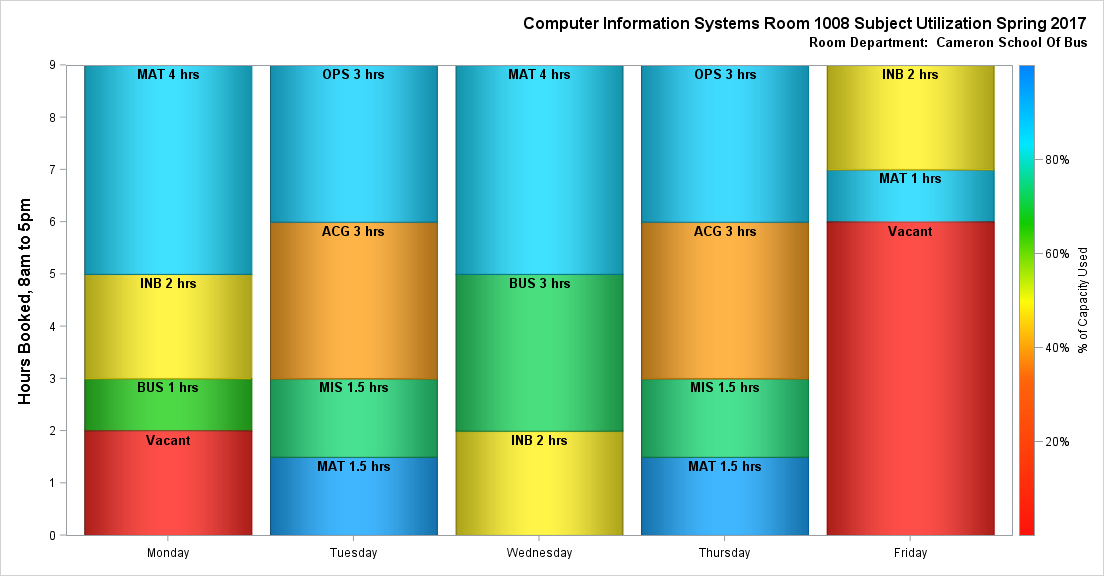 Computer Information Systems Room 1008 Subject Utilization Spring 2017
Room Department:  Cameron School Of Bus
Hours Booked, 8am to 5pm
9
8
7
6
5
4
3
2
1
0
MAT 4 hrs
INB 2 hrs
BUS 1 hrs
Vacant
OPS 3 hrs
ACG 3 hrs
MIS 1.5 hrs
MAT 1.5 hrs
MAT 4 hrs
BUS 3 hrs
INB 2 hrs
OPS 3 hrs
ACG 3 hrs
MIS 1.5 hrs
MAT 1.5 hrs
INB 2 hrs
MAT 1 hrs
Vacant
Monday
Tuesday
Wednesday
Thursday
Friday
80%
60%
40%
20%
% of Capacity Used